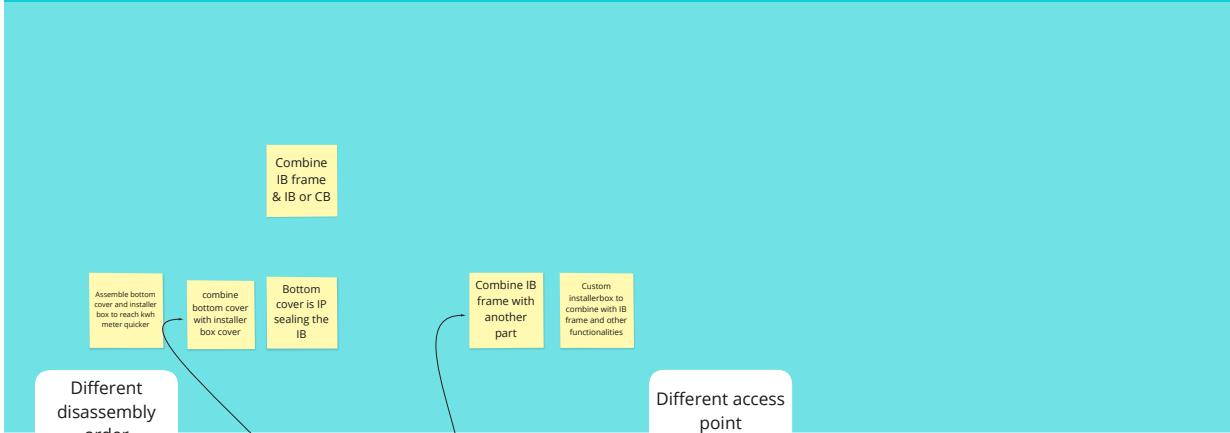 Combine
IB frame
& IB or CB
Assemble bottom
cover and installer
box to reach kwh
meter quicker
combine
bottom cover
with installer
box cover
Bottom
cover is IP
sealing the
IB
Combine IB
frame with
another
part
Custom
installerbox to
combine with IB
frame and other
functionalities
Different
disassembly
order
Different access
point